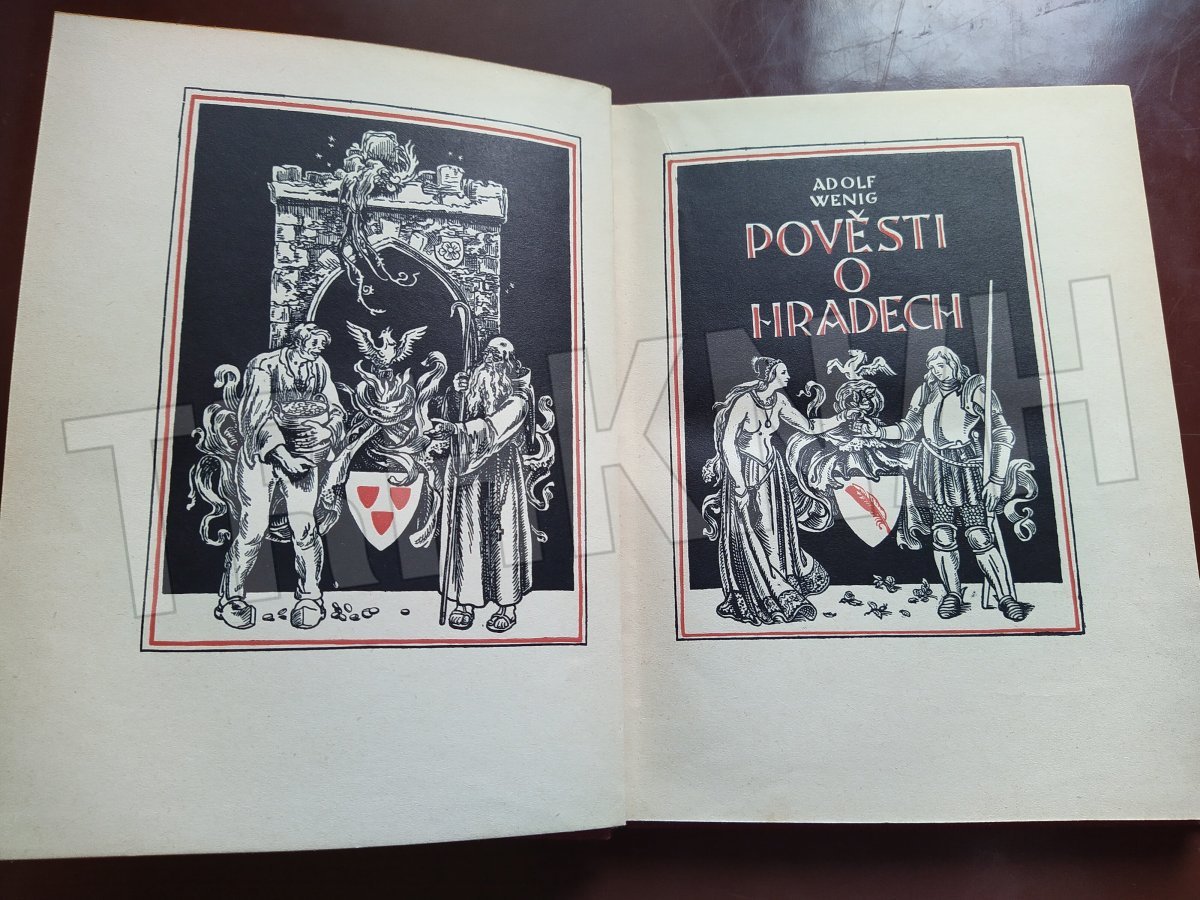 ADOLF
WENIG
POVĚSTI
O
HRADECH